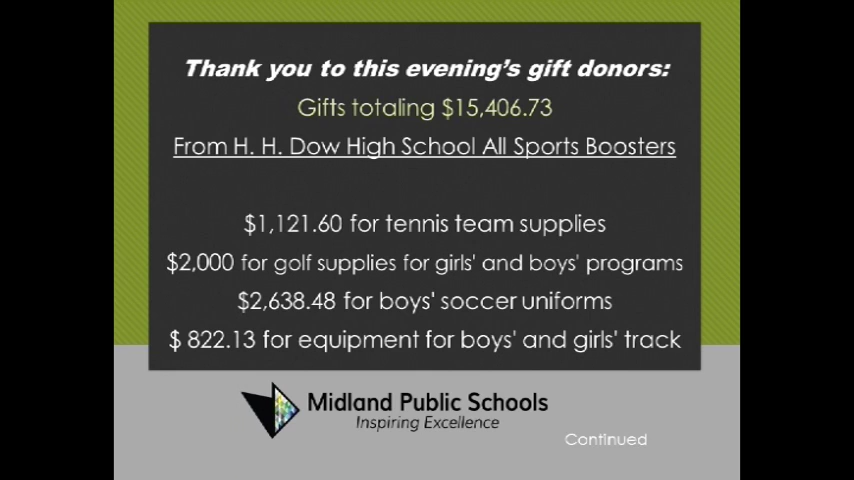 Thank you to this evening's gift donors:
Gifts totaling $15,406.73
From H. H. Dow High School All Sports Boosters
$1,121.60 for tennis team supplies
$2,000 for golf supplies for girls' and boys' programs
$2,638.48 for boys' soccer uniforms
$ 822.13 for equipment for boys' and girls' track
Midland Public Schools
Inspiring Excellence
Continued